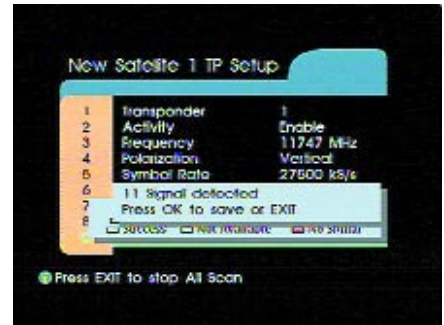 New Satellite 1 TP Setup
1 Transponder 1
2 Activity Enable
3 Frequency 11747 MHz
4 Polarization Vertical
5 Symbol Rate 27500 kS/s
6
11 Signal detected
7
Press OK to save or EXIT
8
Success Not Available No Signal
Press EXIT to stop All Scan